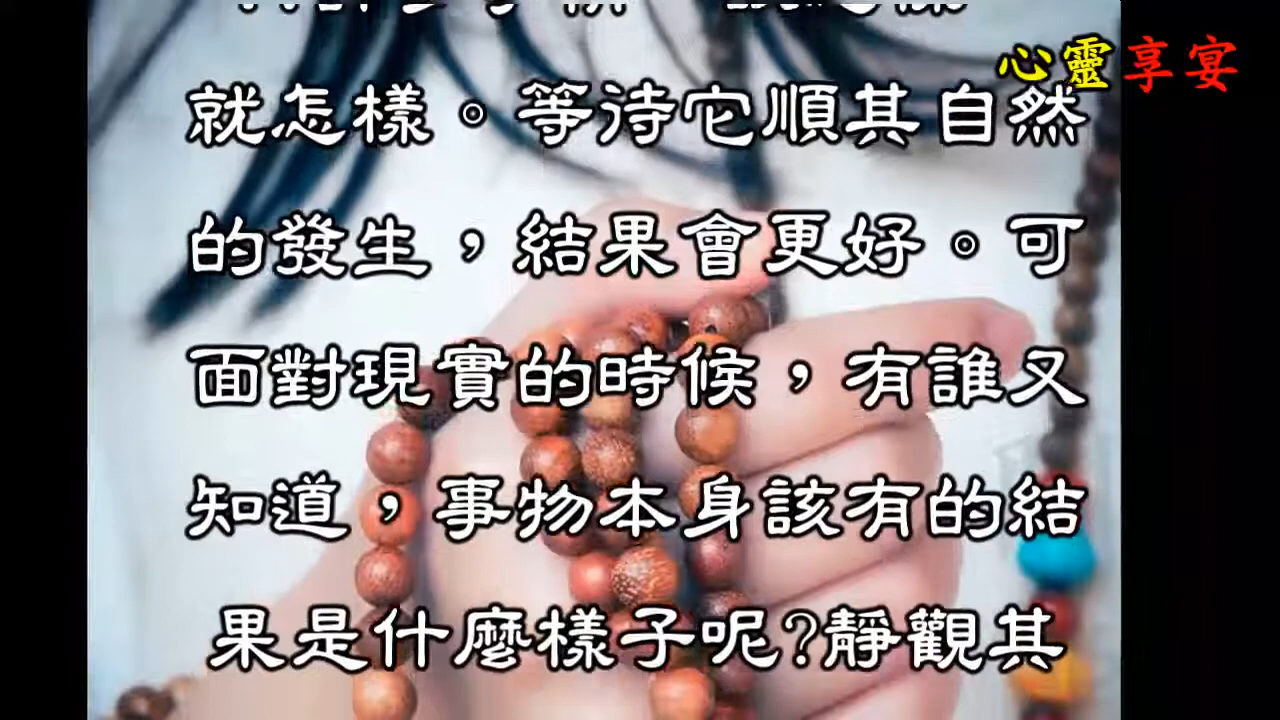 心靈享宴
就怎樣。等待它順其自然
的發生,結果會更好。可
面對現實的時候,有誰又
知道,事物本身該有的結
果是什麼樣子呢?靜觀其